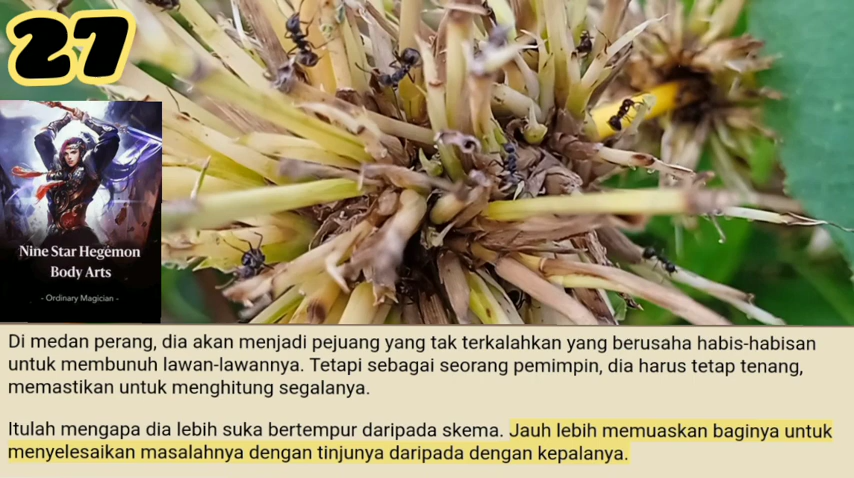 27
Nine Star Hegemon
Body Arts
- Ordinary Magician -
Di medan perang, dia akan menjadi pejuang yang tak terkalahkan yang berusaha habis-habisan
untuk membunuh lawan-lawannya. Tetapi sebagai seorang pemimpin, dia harus tetap tenang,
memastikan untuk menghitung segalanya.
Itulah mengapa dia lebih suka bertempur daripada skema. Jauh lebih memuaskan baginya untuk
menyelesaikan masalahnya dengan tinjunya daripada dengan kepalanya.